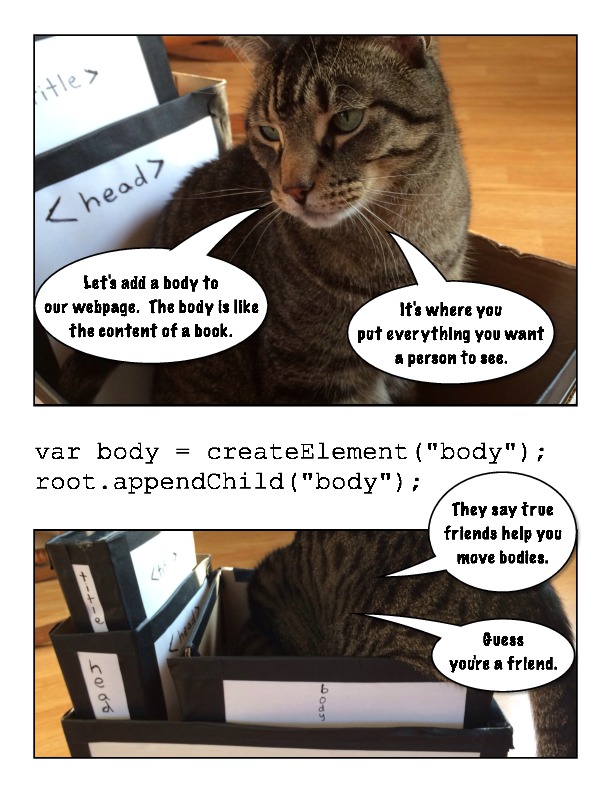 itle>
<head>
Let's add a body to
our webpage. The body is like
the content of a book.
It's where you
put everything you want
a person to see.
var body = createElement("body");
root.appendChild("body");
They say true
friends help you
move bodies.
Guess
you're a friend.
title
<head>
head
body